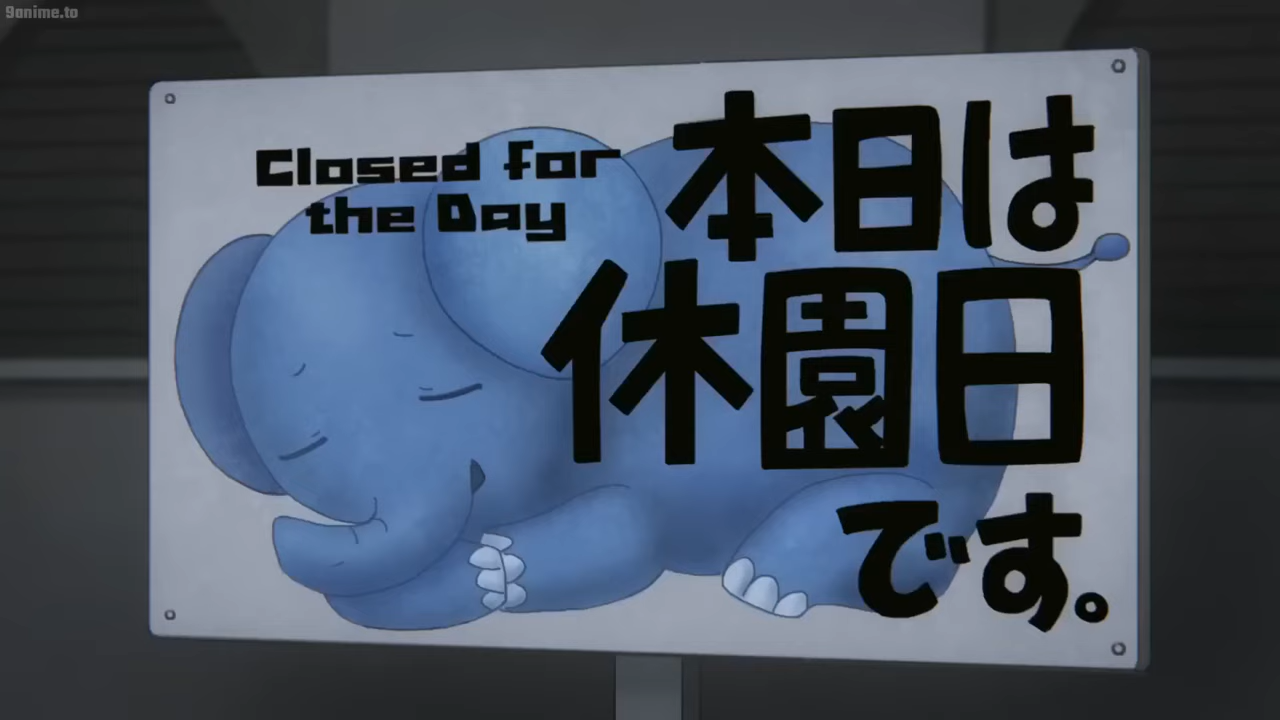 9anime.to
Closed for
the Day
本日は
休園日
です。